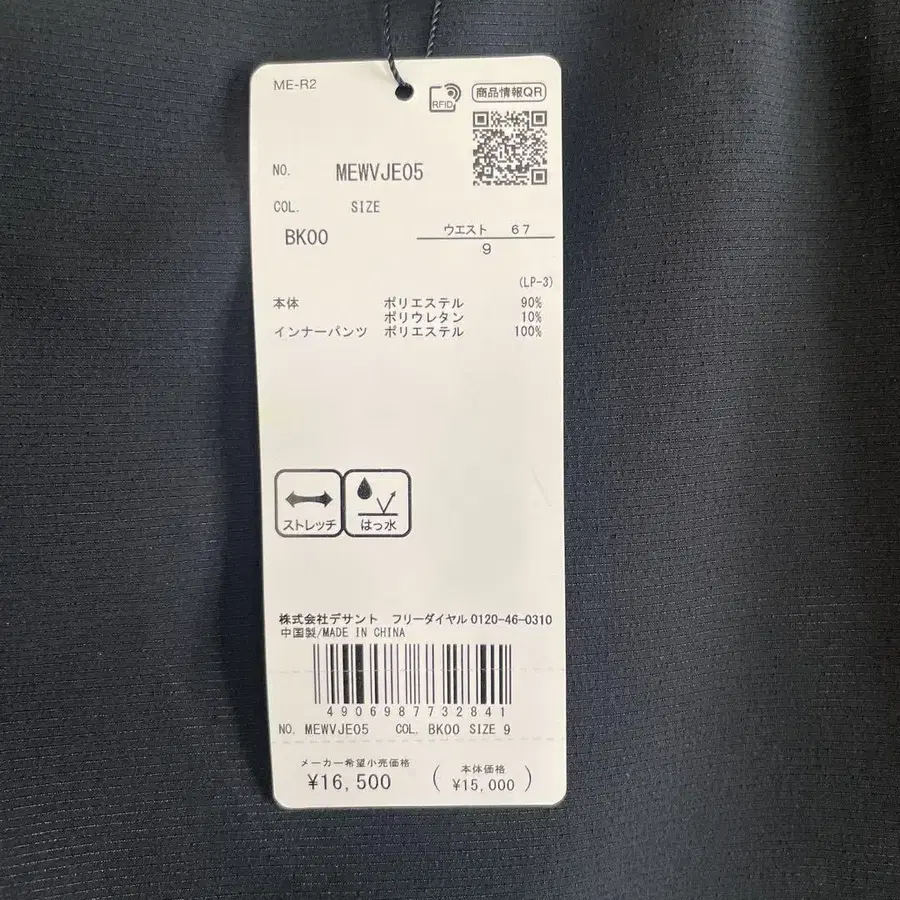 ME-R2
RFID
商品情報QR
NO. MEWVJE05
COL. SIZE
BK00
ウエスト 67
9
(LP-3)
本体 ポリエステル 90%
ポリウレタン 10%
インナーパンツ ポリエステル 100%
ストレッチ
はっ水
株式会社デサント フリーダイヤル 0120-46-0310
中国製/MADE IN CHINA
4906987732841
NO. MEWVJE05 COL. BK00 SIZE 9
メーカー希望小売価格
¥16,500
(本体価格
¥15,000)